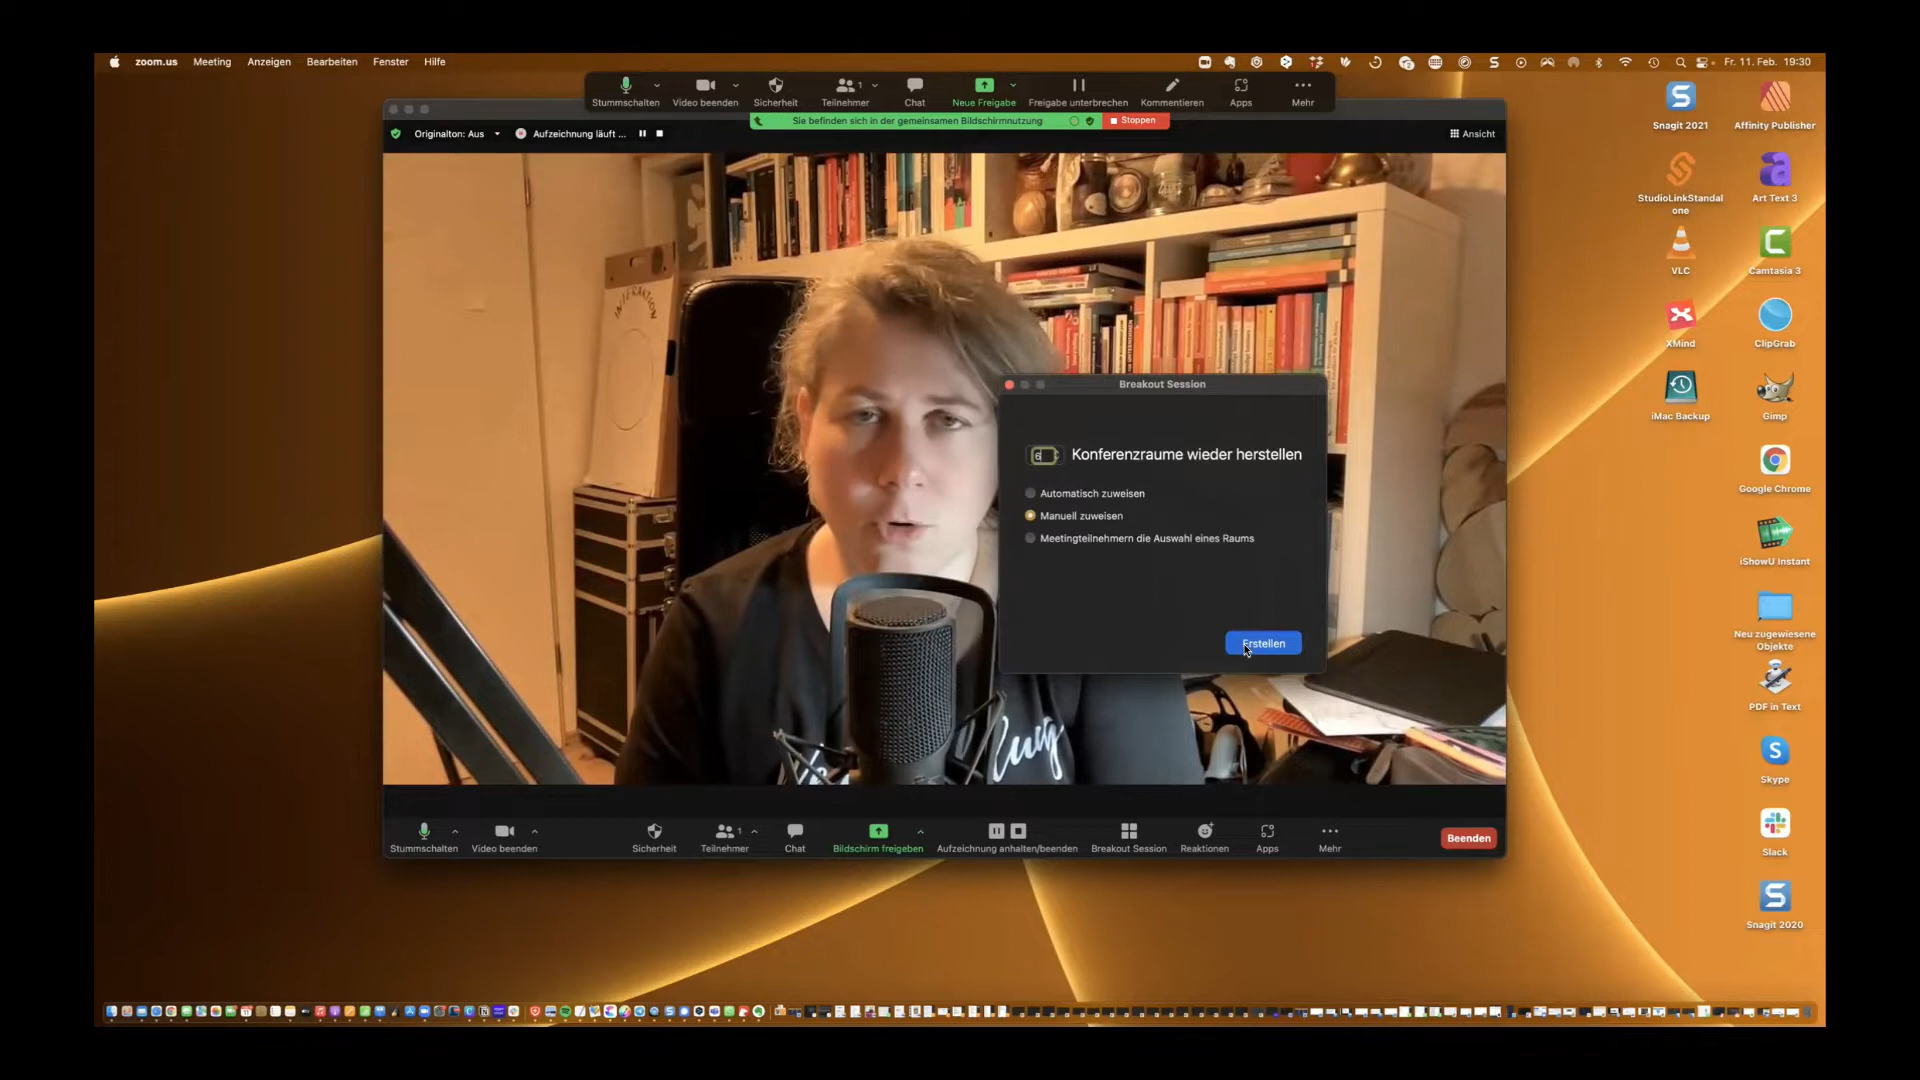 zoom.us Meeting Anzeigen Bearbeiten Fenster Hilfe
Fr. 11. Feb. 19:30
Stummschalten Video beenden Sicherheit Teilnehmer 1 Chat Neue Freigabe Freigabe unterbrechen Kommentieren Apps Mehr
Sie befinden sich in der gemeinsamen Bildschirmnutzung Stoppen
Originalton: Aus Aufzeichnung läuft ... Ansicht
INTERAKTION
Breakout Session
6 Konferenzraume wieder herstellen
Automatisch zuweisen
Manuell zuweisen
Meetingteilnehmern die Auswahl eines Raums
Erstellen
Stummschalten Video beenden Sicherheit Teilnehmer 1 Chat Bildschirm freigeben Aufzeichnung anhalten/beenden Breakout Session Reaktionen Apps Mehr Beenden
Snagit 2021 Affinity Publisher
StudioLinkStandal
one
Art Text 3
VLC Camtasia 3
XMind ClipGrab
iMac Backup Gimp
Google Chrome
iShowU Instant
Neu zugewiesene
Objekte
PDF in Text
Skype
Slack
Snagit 2020